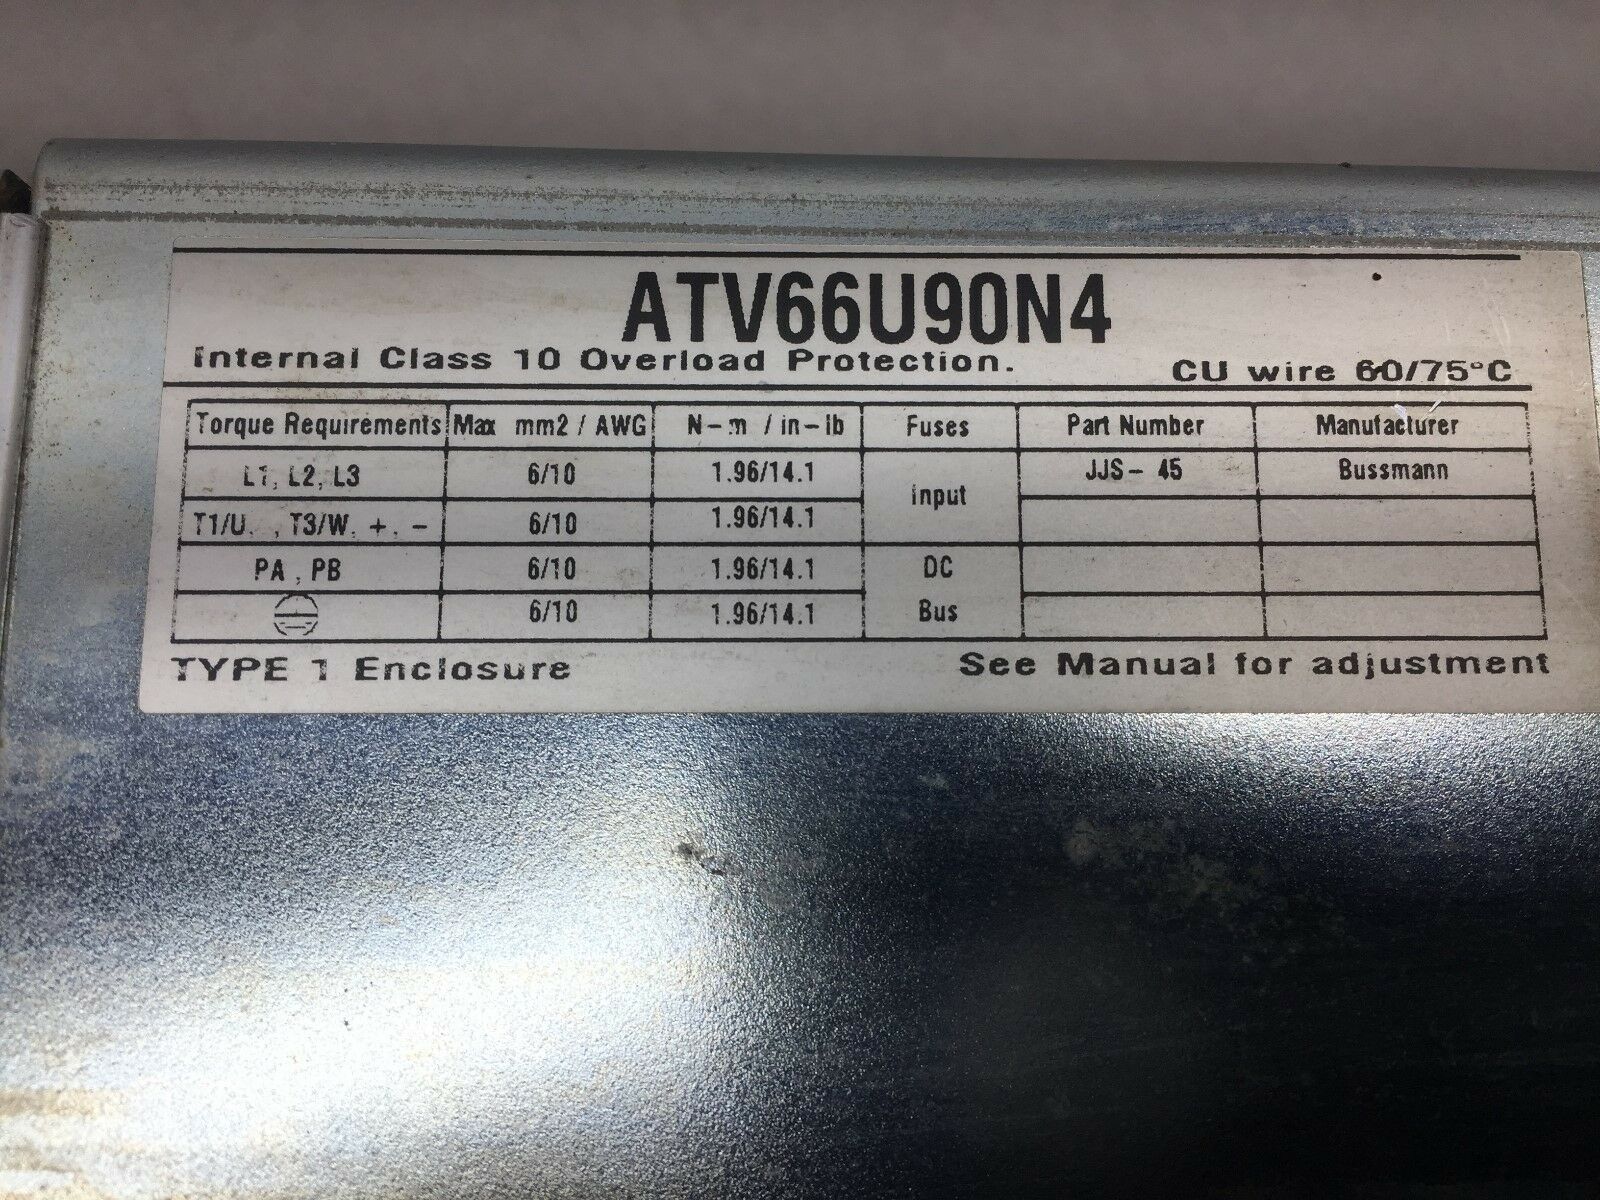 ATV66U90N4
Internal Class 10 Overload Protection.
CU wire 60/75°C
Torque Requirements Max mm2 / AWG N-m / in-lb Fuses Part Number Manufacturer
L1, L2, L3 6/10 1.96/14.1 input JJS- 45 Bussmann
T1/U. , T3/W, +, - 6/10 1.96/14.1
PA , PB 6/10 1.96/14.1 DC
6/10 1.96/14.1 Bus
TYPE 1 Enclosure See Manual for adjustment